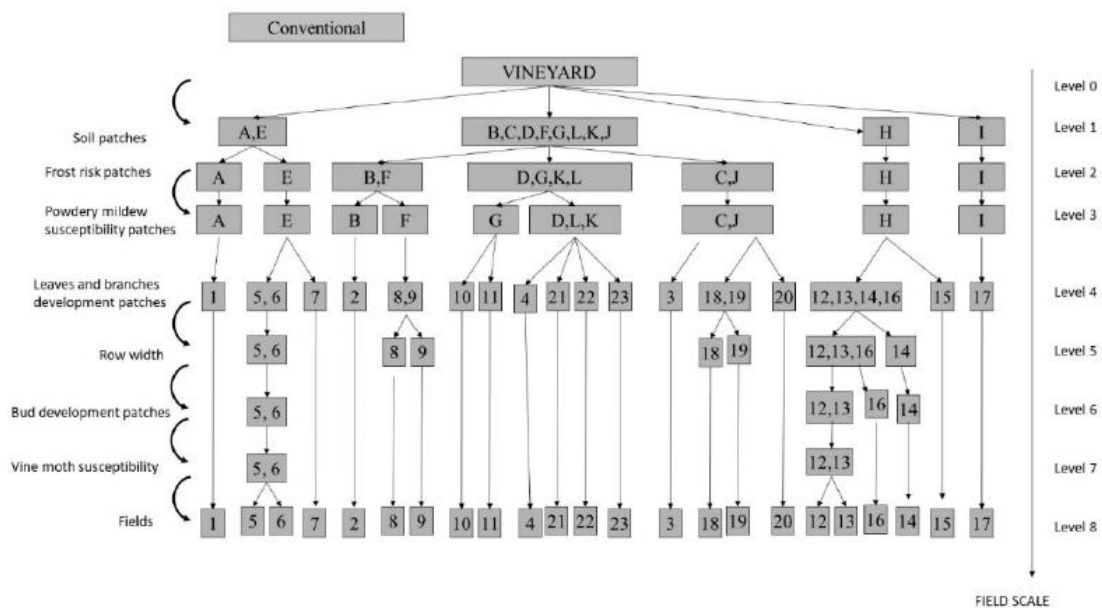 Conventional
VINEYARD
Level 0
Soil patches
A,E
B,C,D,F,G,L,K,J
H
I
Level 1
Frost risk patches
A
E
B,F
D,G,K,L
C,J
H
I
Level 2
Powdery mildew
susceptibility patches
A
E
B
F
G
D,L,K
C,J
H
I
Level 3
Leaves and branches
development patches
1
5, 6
7
2
8,9
10
11
4
21
22
23
3
18,19
20
12,13,14,16
15
17
Level 4
Row width
5, 6
8
9
18
19
12,13,16
14
Level 5
Bud development patches
5, 6
12,13
16
14
Level 6
Vine moth susceptibility
5, 6
12,13
Level 7
Fields
1
5
6
7
2
8
9
10
11
4
21
22
23
3
18
19
20
12
13
16
14
15
17
Level 8
FIELD SCALE